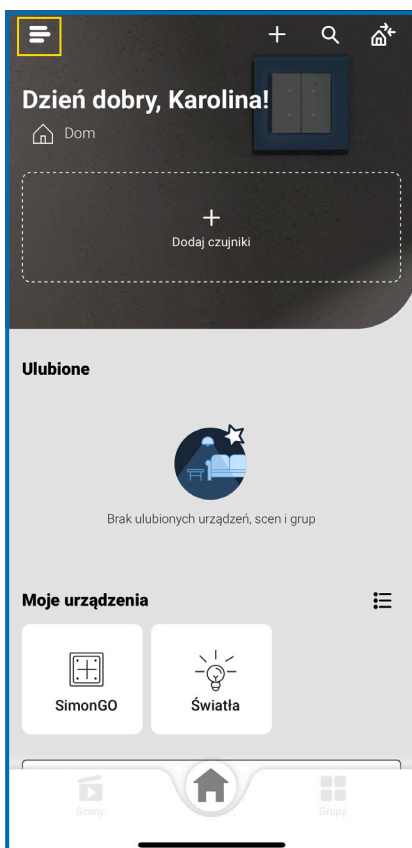 Dzień dobry, Karolina!
Dom
Dodaj czujniki
Ulubione
Brak ulubionych urządzeń, scen i grup
Moje urządzenia
SimonGO
Światła
Sceny
Grupy